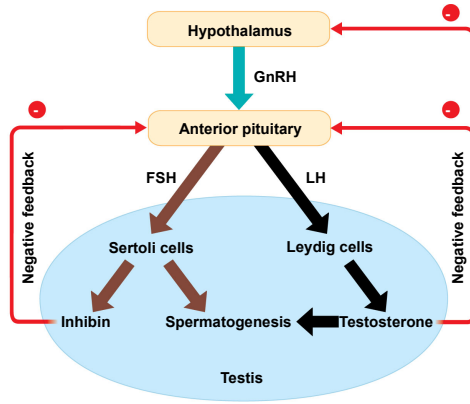 Hypothalamus
GnRH
Anterior pituitary
FSH
LH
Negative feedback
Negative feedback
Sertoli cells
Leydig cells
Inhibin
Spermatogenesis
Testosterone
Testis